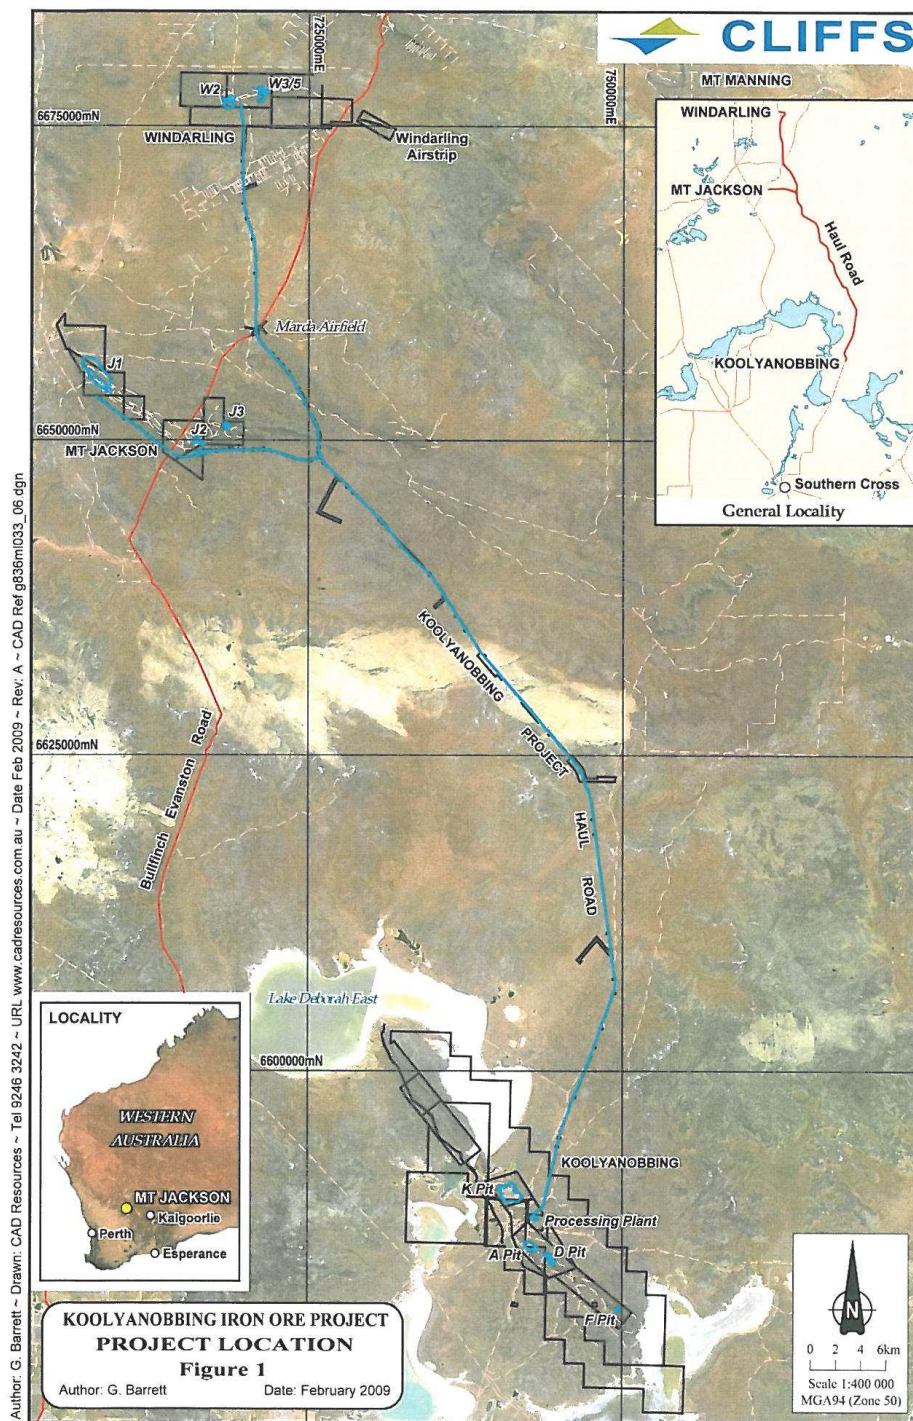 CLIFFS
725000mE
750000mE
MT MANNING
W2
W3/5
6675000mN
WINDARLING
Windarling
Airstrip
WINDARLING
MT JACKSON
Haul Road
KOOLYANOBBING
Southern Cross
General Locality
Marda Airfield
J1
J3
J2
6650000mN
MT JACKSON
KOOLYANOBBING PROJECT HAUL ROAD
6625000mN
Bullfinch Evanston Road
Lake Deborah East
6600000mN
KOOLYANOBBING
K Pit
Processing Plant
A Pit
D Pit
F Pit
LOCALITY
WESTERN
AUSTRALIA
MT JACKSON
Kalgoorlie
Perth
Esperance
KOOLYANOBBING IRON ORE PROJECT
PROJECT LOCATION
Figure 1
Author: G. Barrett Date: February 2009
N
0 2 4 6km
Scale 1:400 000
MGA94 (Zone 50)
Author: G. Barrett ~ Drawn: CAD Resources ~ Tel 9246 3242 ~ URL www.cadresources.com.au ~ Date Feb 2009 ~ Rev: A ~ CAD Ref g836ml033_06 dgn